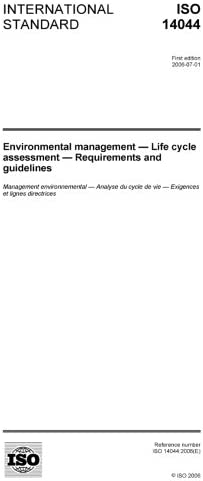 INTERNATIONAL
STANDARD
ISO
14044
First edition
2006-07-01
Environmental management — Life cycle
assessment — Requirements and
guidelines
Management environnemental — Analyse du cycle de vie — Exigences
et lignes directrices
Reference number
ISO 14044:2006(E)
ISO
© ISO 2006